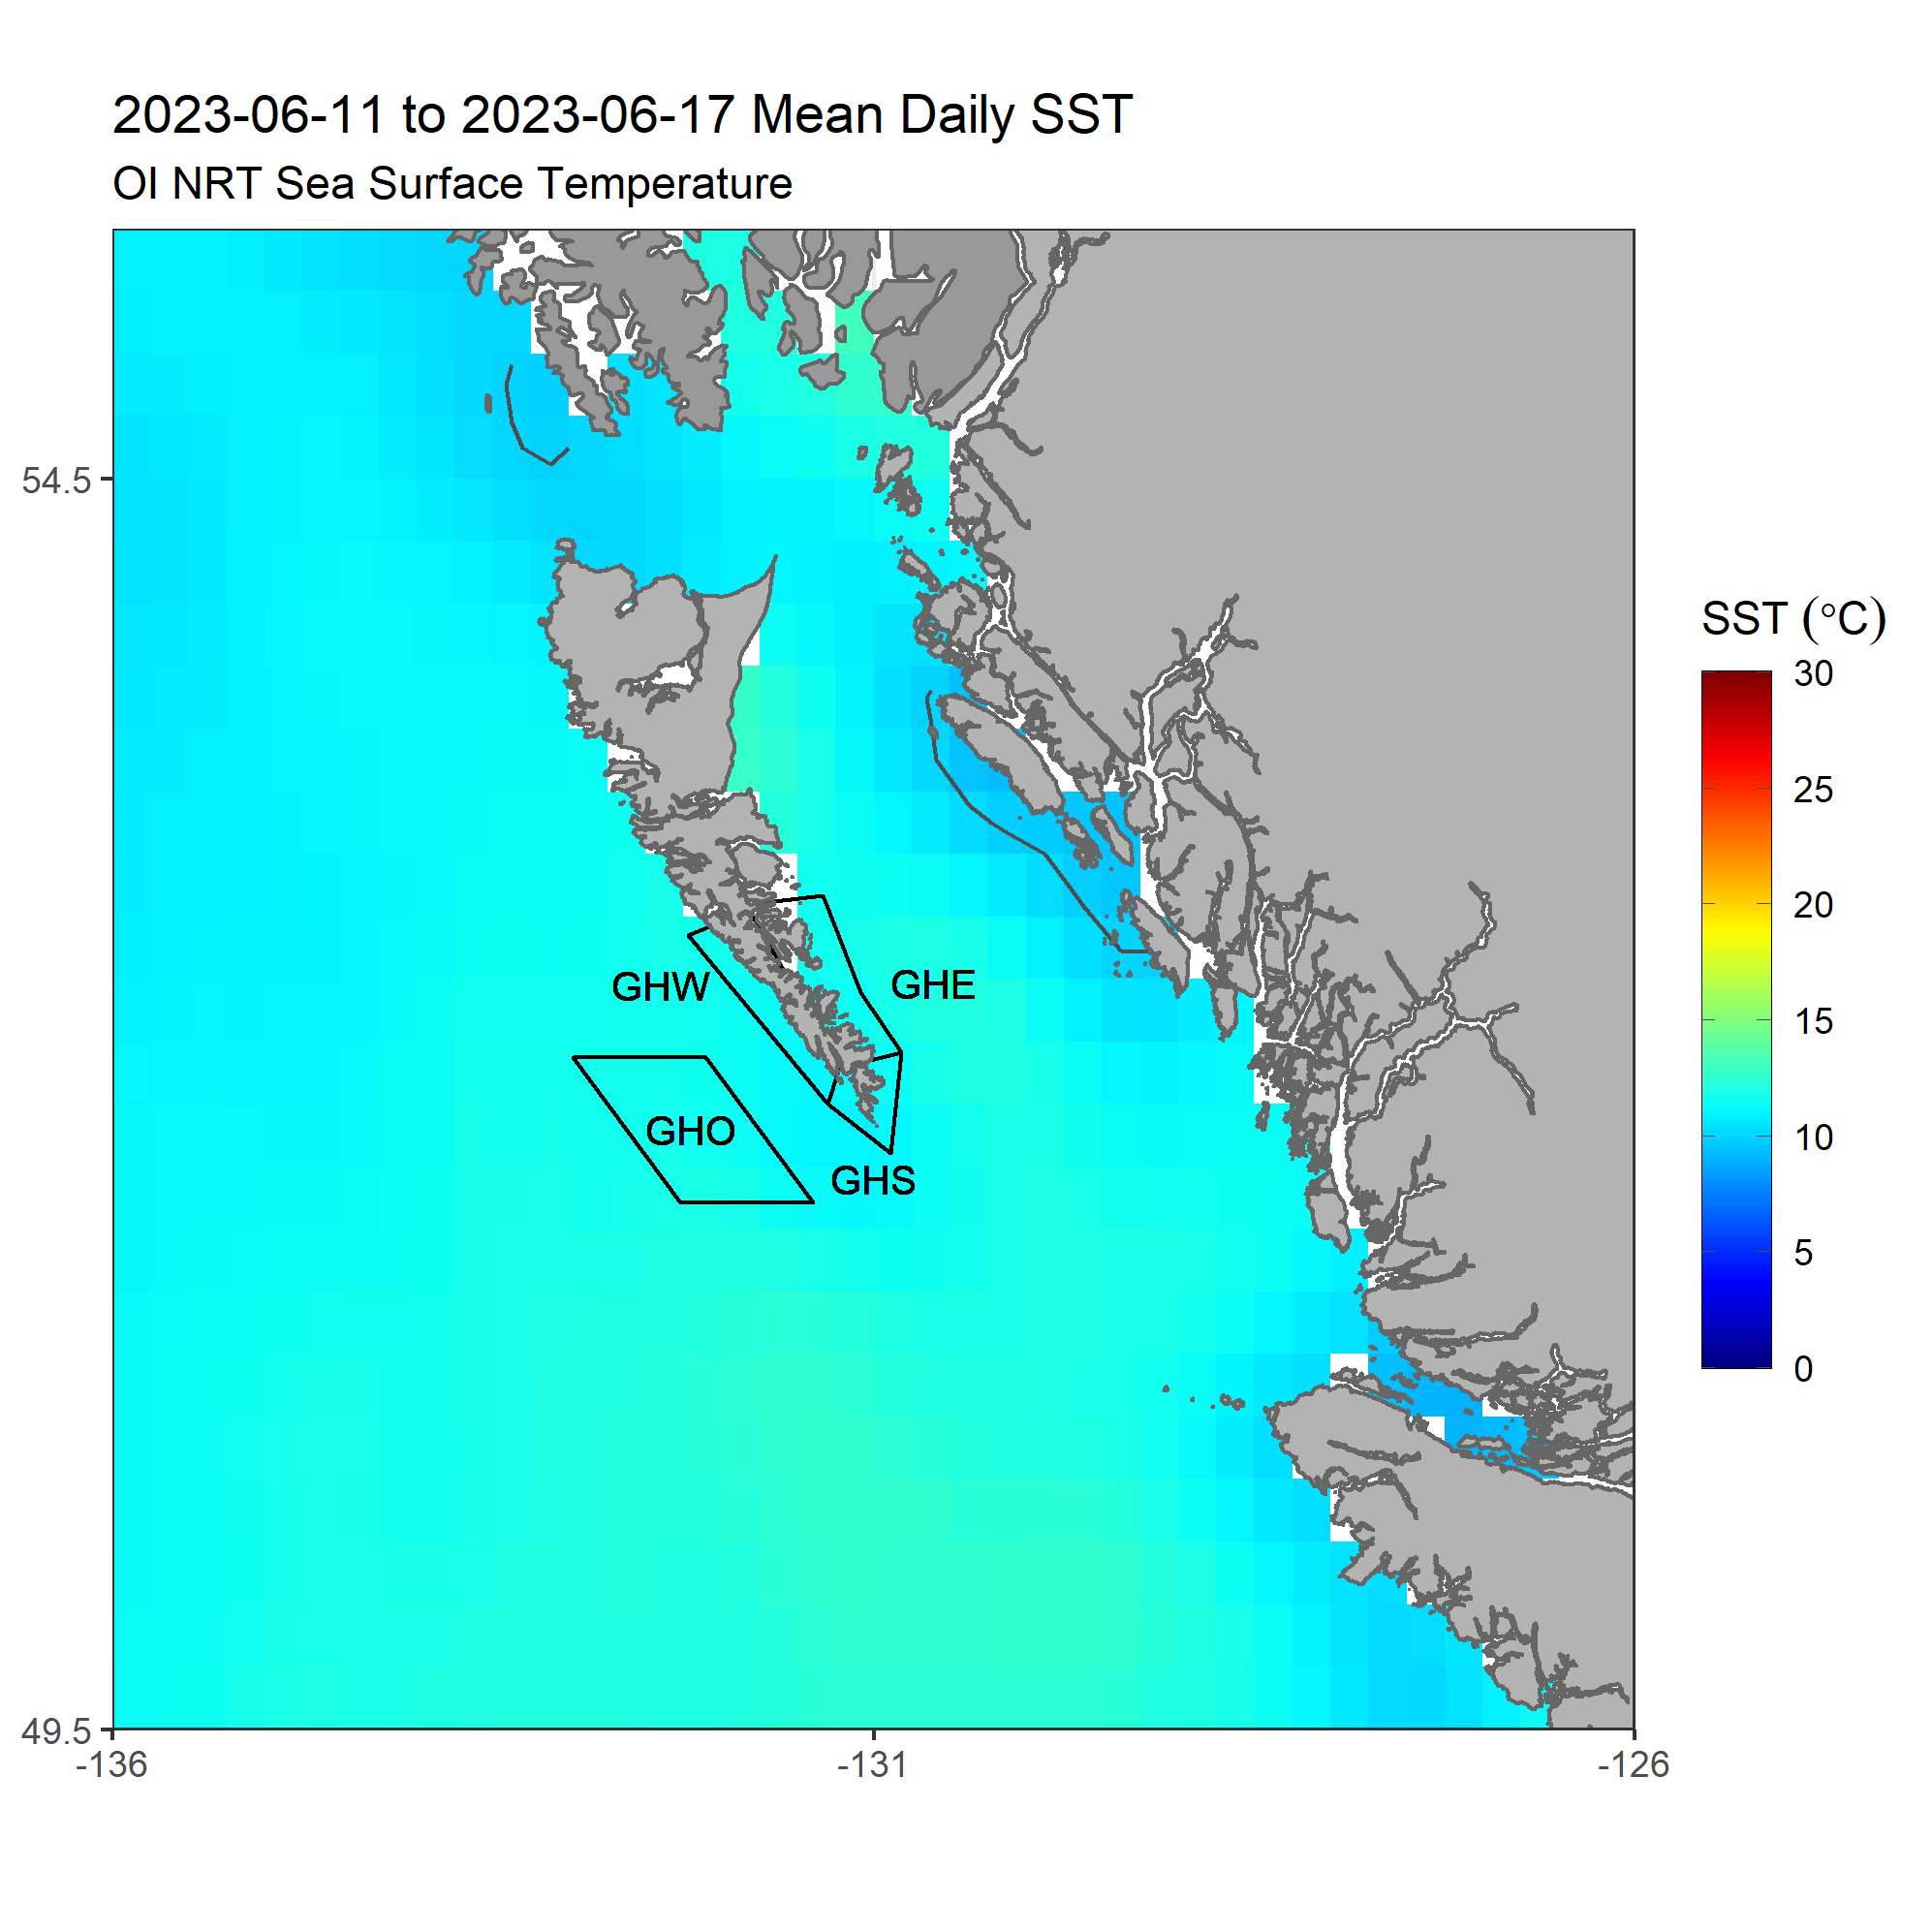 2023-06-11 to 2023-06-17 Mean Daily SST
OI NRT Sea Surface Temperature
54.5
49.5
-136
-131
-126
GHW
GHE
GHO
GHS
SST (°C)
30
25
20
15
10
5
0